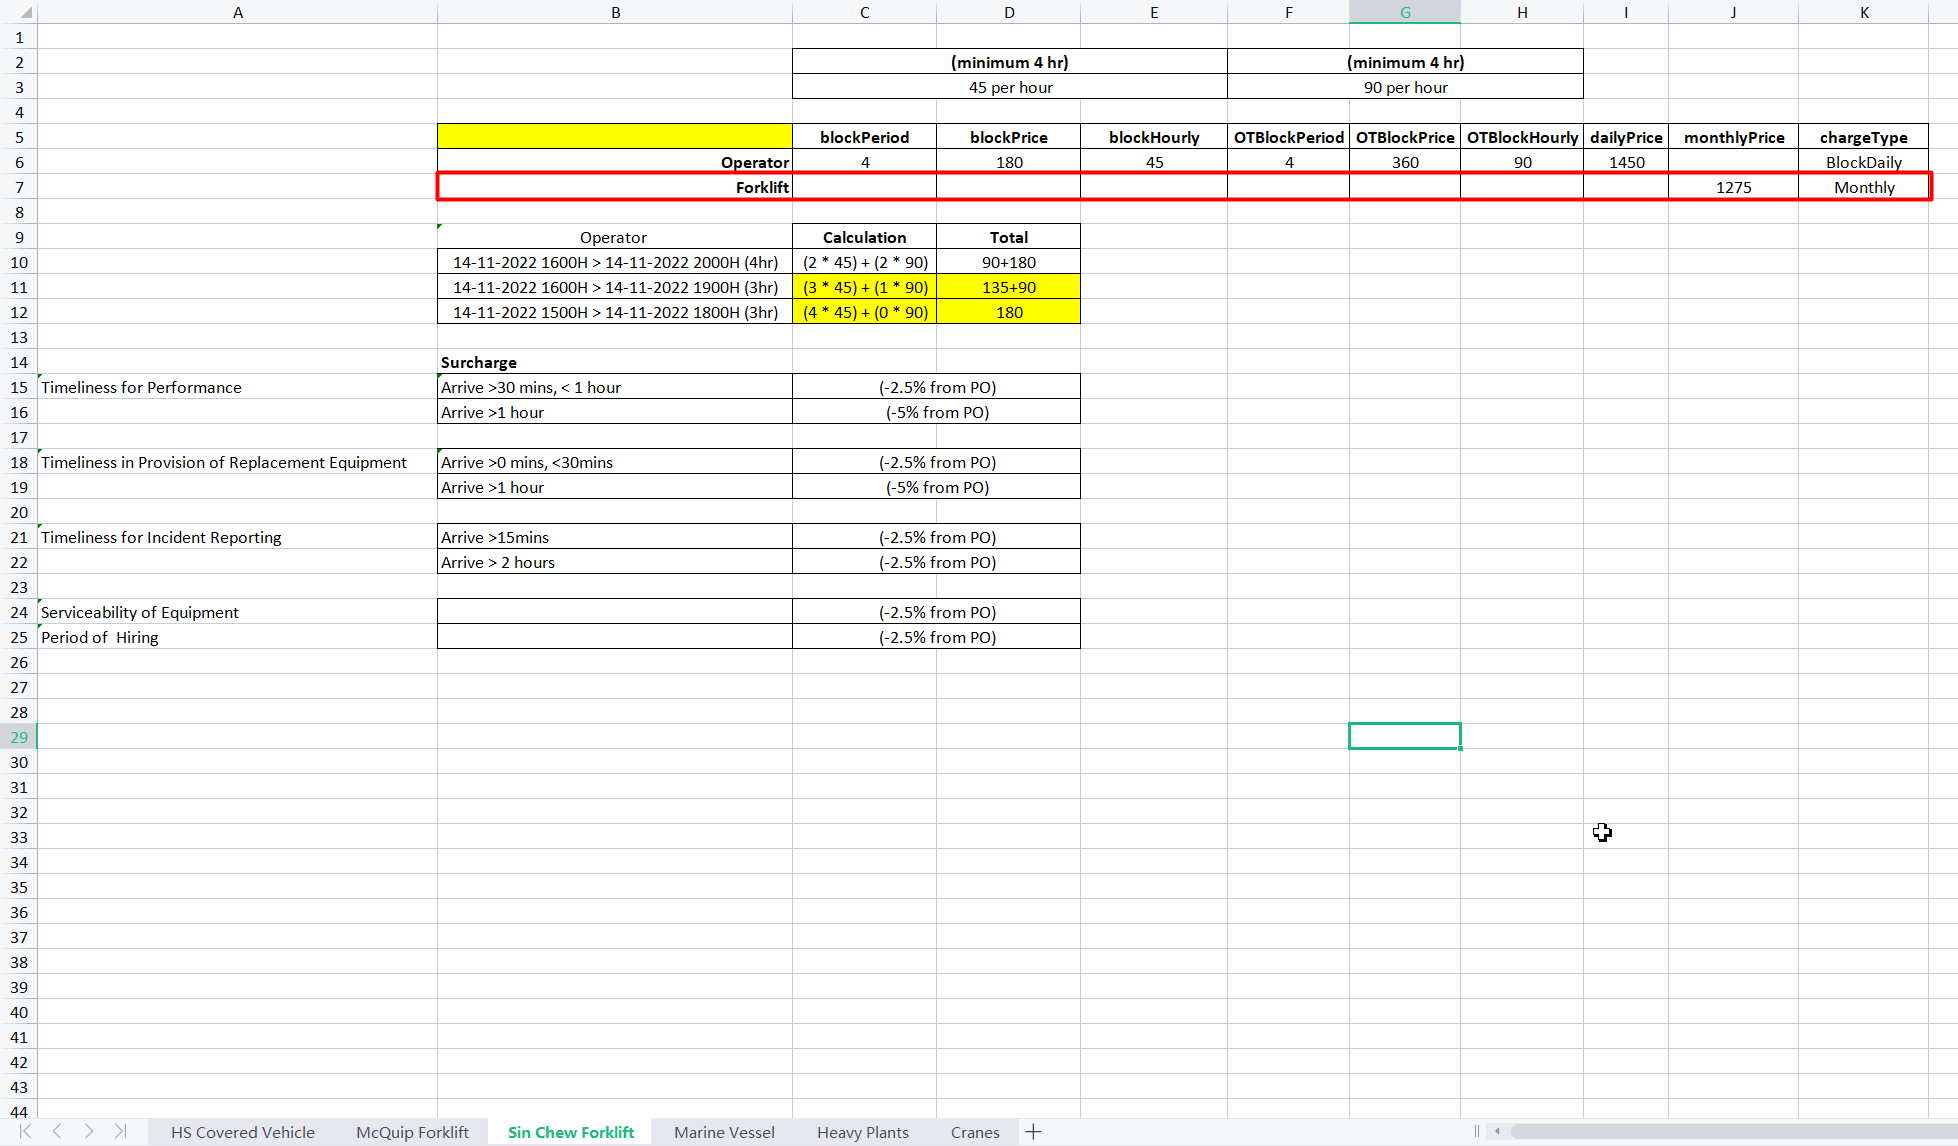 A B C D E F G H I J K
1
2 (minimum 4 hr) (minimum 4 hr)
3 45 per hour 90 per hour
4
5 blockPeriod blockPrice blockHourly OTBlockPeriod OTBlockPrice OTBlockHourly dailyPrice monthlyPrice chargeType
6 Operator 4 180 45 4 360 90 1450 BlockDaily
7 Forklift 1275 Monthly
8
9 Operator Calculation Total
10 14-11-2022 1600H > 14-11-2022 2000H (4hr) (2 * 45) + (2 * 90) 90+180
11 14-11-2022 1600H > 14-11-2022 1900H (3hr) (3 * 45) + (1 * 90) 135+90
12 14-11-2022 1500H > 14-11-2022 1800H (3hr) (4 * 45) + (0 * 90) 180
13
14 Surcharge
15 Timeliness for Performance Arrive >30 mins, < 1 hour (-2.5% from PO)
16 Arrive >1 hour (-5% from PO)
17
18 Timeliness in Provision of Replacement Equipment Arrive >0 mins, <30mins (-2.5% from PO)
19 Arrive >1 hour (-5% from PO)
20
21 Timeliness for Incident Reporting Arrive >15mins (-2.5% from PO)
22 Arrive > 2 hours (-2.5% from PO)
23
24 Serviceability of Equipment (-2.5% from PO)
25 Period of  Hiring (-2.5% from PO)
26
27
28
29
30
31
32
33
34
35
36
37
38
39
40
41
42
43
44
HS Covered Vehicle McQuip Forklift Sin Chew Forklift Marine Vessel Heavy Plants Cranes